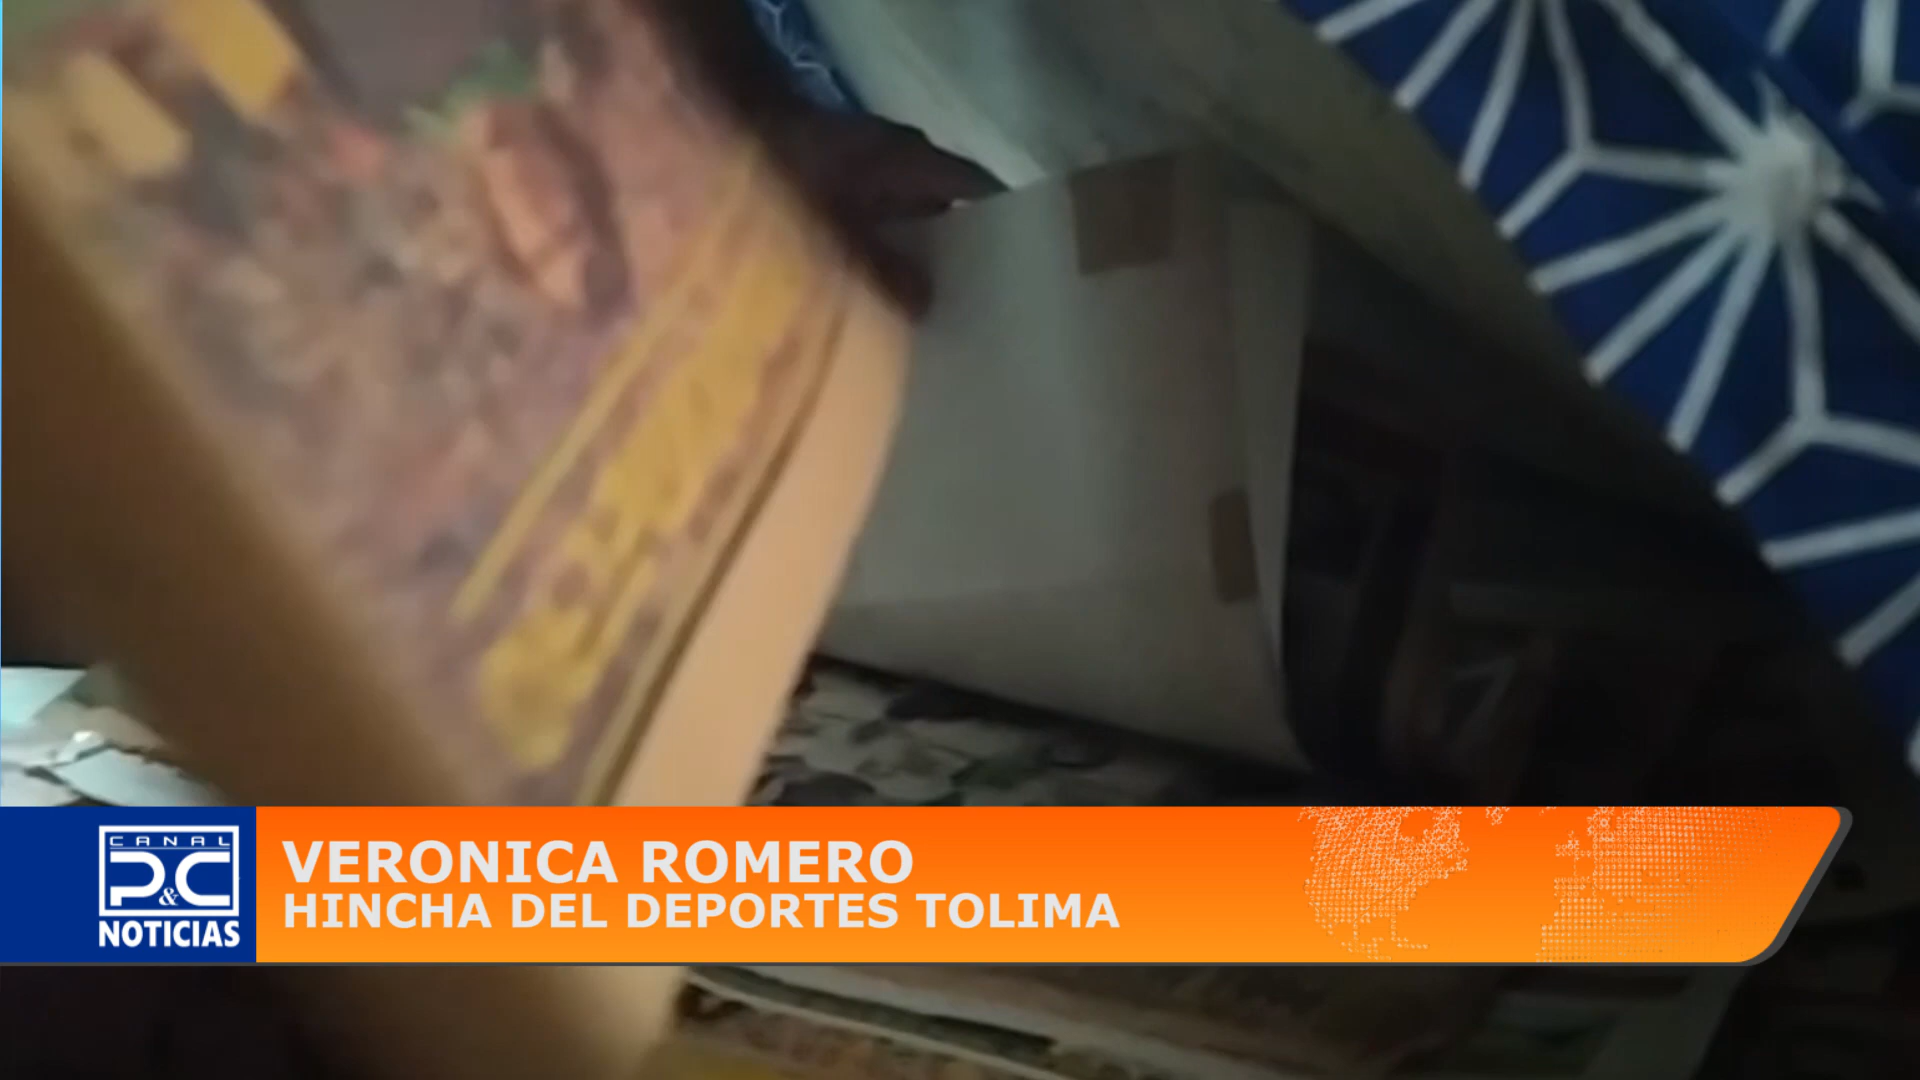 CANAL
P&C
NOTICIAS
VERONICA ROMERO
HINCHA DEL DEPORTES TOLIMA